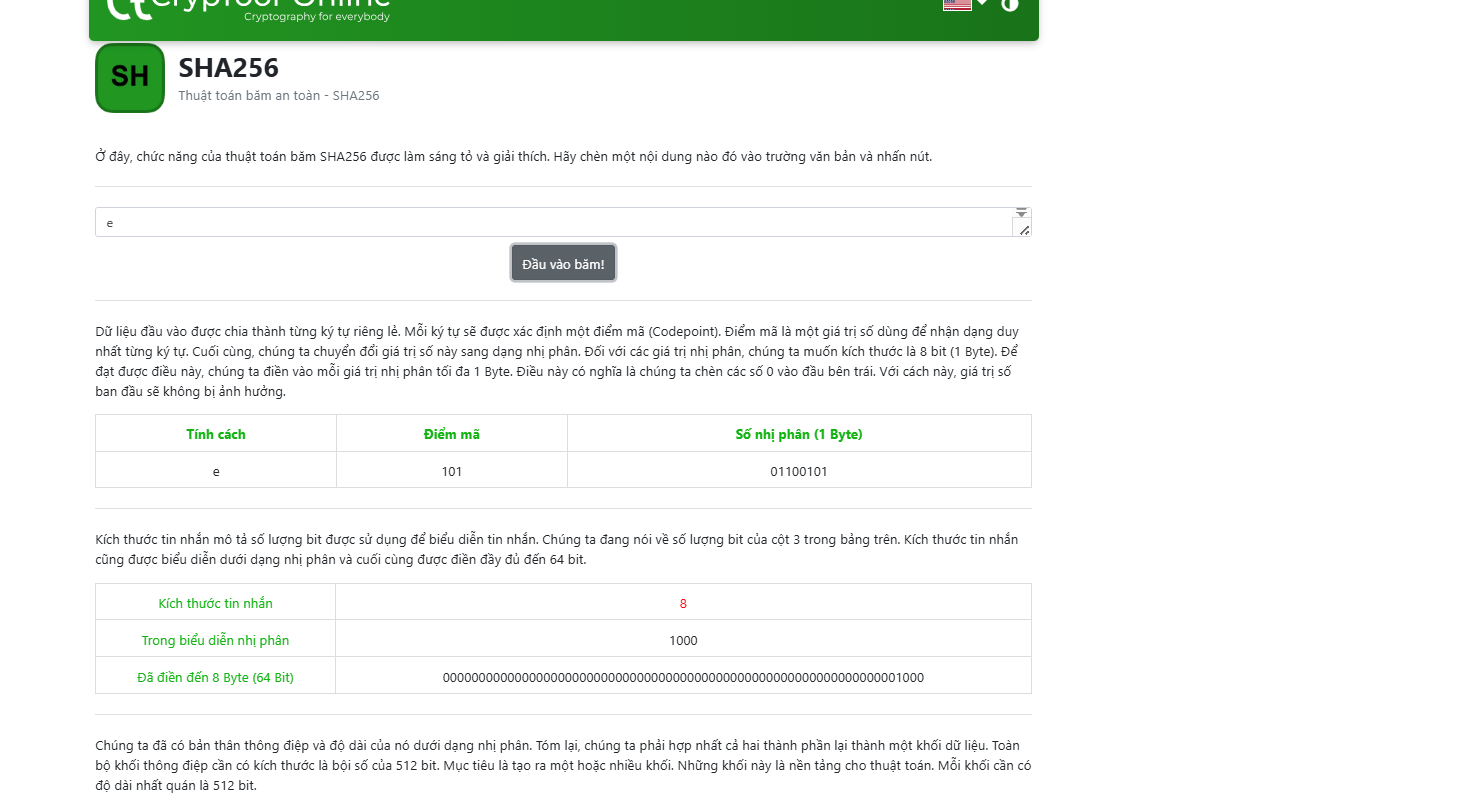 CrypTool-Online
Cryptography for everybody
SH
SHA256
Thuật toán băm an toàn - SHA256
Ở đây, chức năng của thuật toán băm SHA256 được làm sáng tỏ và giải thích. Hãy chèn một nội dung nào đó vào trường văn bản và nhấn nút.
e
Đầu vào băm!
Dữ liệu đầu vào được chia thành từng ký tự riêng lẻ. Mỗi ký tự sẽ được xác định một điểm mã (Codepoint). Điểm mã là một giá trị số dùng để nhận dạng duy
nhất từng ký tự. Cuối cùng, chúng ta chuyển đổi giá trị số này sang dạng nhị phân. Đối với các giá trị nhị phân, chúng ta muốn kích thước là 8 bit (1 Byte). Để
đạt được điều này, chúng ta điền vào mỗi giá trị nhị phân tối đa 1 Byte. Điều này có nghĩa là chúng ta chèn các số 0 vào đầu bên trái. Với cách này, giá trị số
ban đầu sẽ không bị ảnh hưởng.
Tính cách Điểm mã Số nhị phân (1 Byte)
e 101 01100101
Kích thước tin nhắn mô tả số lượng bit được sử dụng để biểu diễn tin nhắn. Chúng ta đang nói về số lượng bit của cột 3 trong bảng trên. Kích thước tin nhắn
cũng được biểu diễn dưới dạng nhị phân và cuối cùng được điền đầy đủ đến 64 bit.
Kích thước tin nhắn 8
Trong biểu diễn nhị phân 1000
Đã điền đến 8 Byte (64 Bit) 0000000000000000000000000000000000000000000000000000000000001000
Chúng ta đã có bản thân thông điệp và độ dài của nó dưới dạng nhị phân. Tóm lại, chúng ta phải hợp nhất cả hai thành phần lại thành một khối dữ liệu. Toàn
bộ khối thông điệp cần có kích thước là bội số của 512 bit. Mục tiêu là tạo ra một hoặc nhiều khối. Những khối này là nền tảng cho thuật toán. Mỗi khối cần có
độ dài nhất quán là 512 bit.